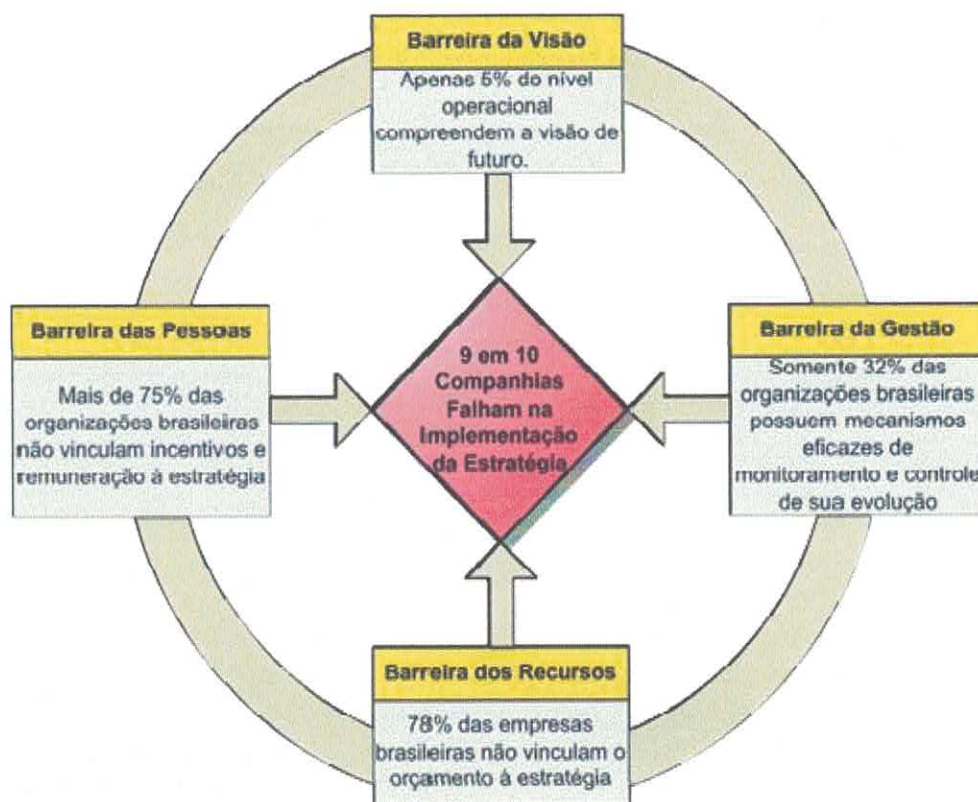 Barreira da Visão
Apenas 5% do nível
operacional
compreendem a visão de
futuro.
Barreira das Pessoas
Mais de 75% das
organizações brasileiras
não vinculam incentivos e
remuneração à estratégia
9 em 10
Companhias
Falham na
Implementação
da Estratégia
Barreira da Gestão
Somente 32% das
organizações brasileiras
possuem mecanismos
eficazes de
monitoramento e controle
de sua evolução
Barreira dos Recursos
78% das empresas
brasileiras não vinculam o
orçamento à estratégia